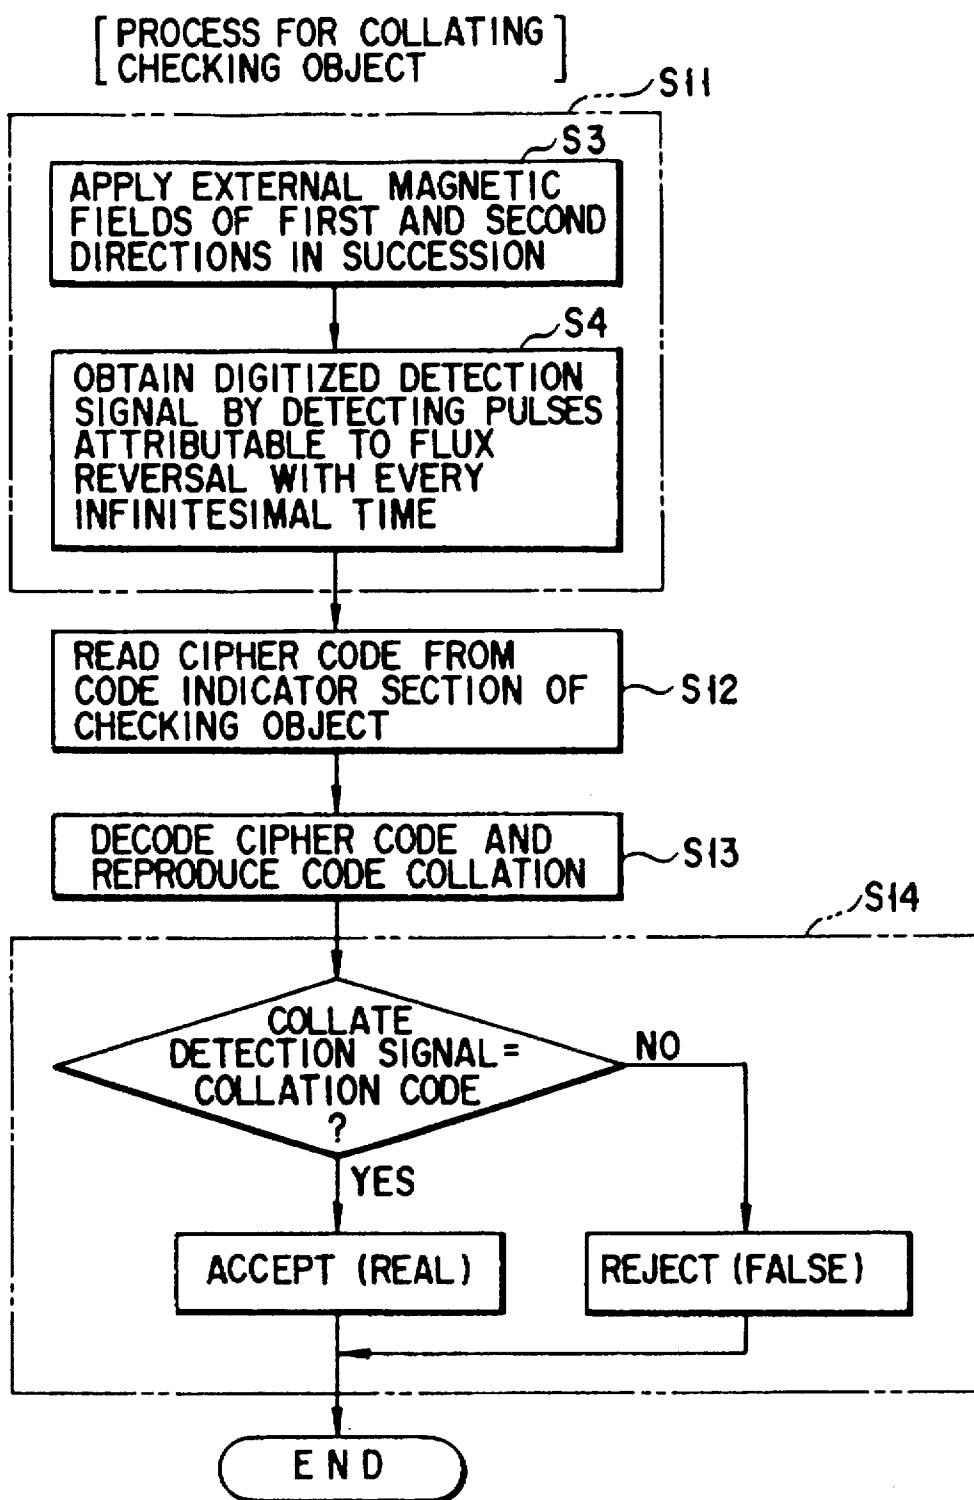 [PROCESS FOR COLLATING
CHECKING OBJECT]
S11
S3
APPLY EXTERNAL MAGNETIC
FIELDS OF FIRST AND SECOND
DIRECTIONS IN SUCCESSION
S4
OBTAIN DIGITIZED DETECTION
SIGNAL BY DETECTING PULSES
ATTRIBUTABLE TO FLUX
REVERSAL WITH EVERY
INFINITESIMAL TIME
READ CIPHER CODE FROM
CODE INDICATOR SECTION OF
CHECKING OBJECT
S12
DECODE CIPHER CODE AND
REPRODUCE CODE COLLATION
S13
S14
COLLATE
DETECTION SIGNAL=
COLLATION CODE
?
NO
YES
ACCEPT (REAL)
REJECT (FALSE)
END